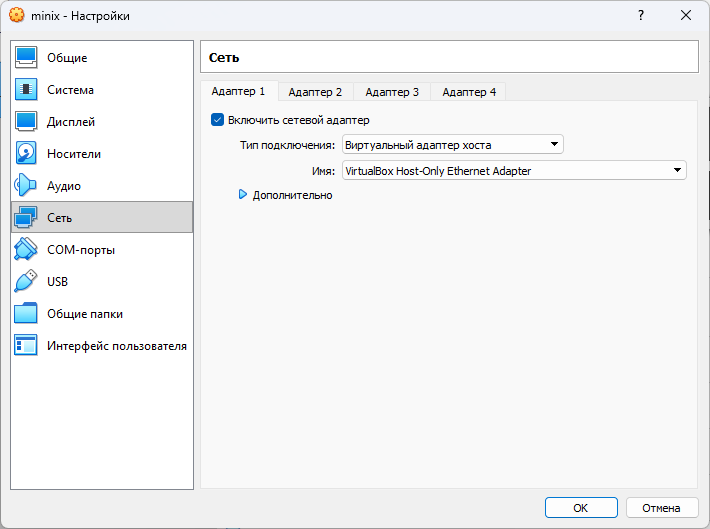 minix - Настройки
?
Общие
Система
Дисплей
Носители
Аудио
Сеть
COM-порты
USB
Общие папки
Интерфейс пользователя
Сеть
Адаптер 1 Адаптер 2 Адаптер 3 Адаптер 4
Включить сетевой адаптер
Тип подключения: Виртуальный адаптер хоста
Имя: VirtualBox Host-Only Ethernet Adapter
Дополнительно
OK Отмена